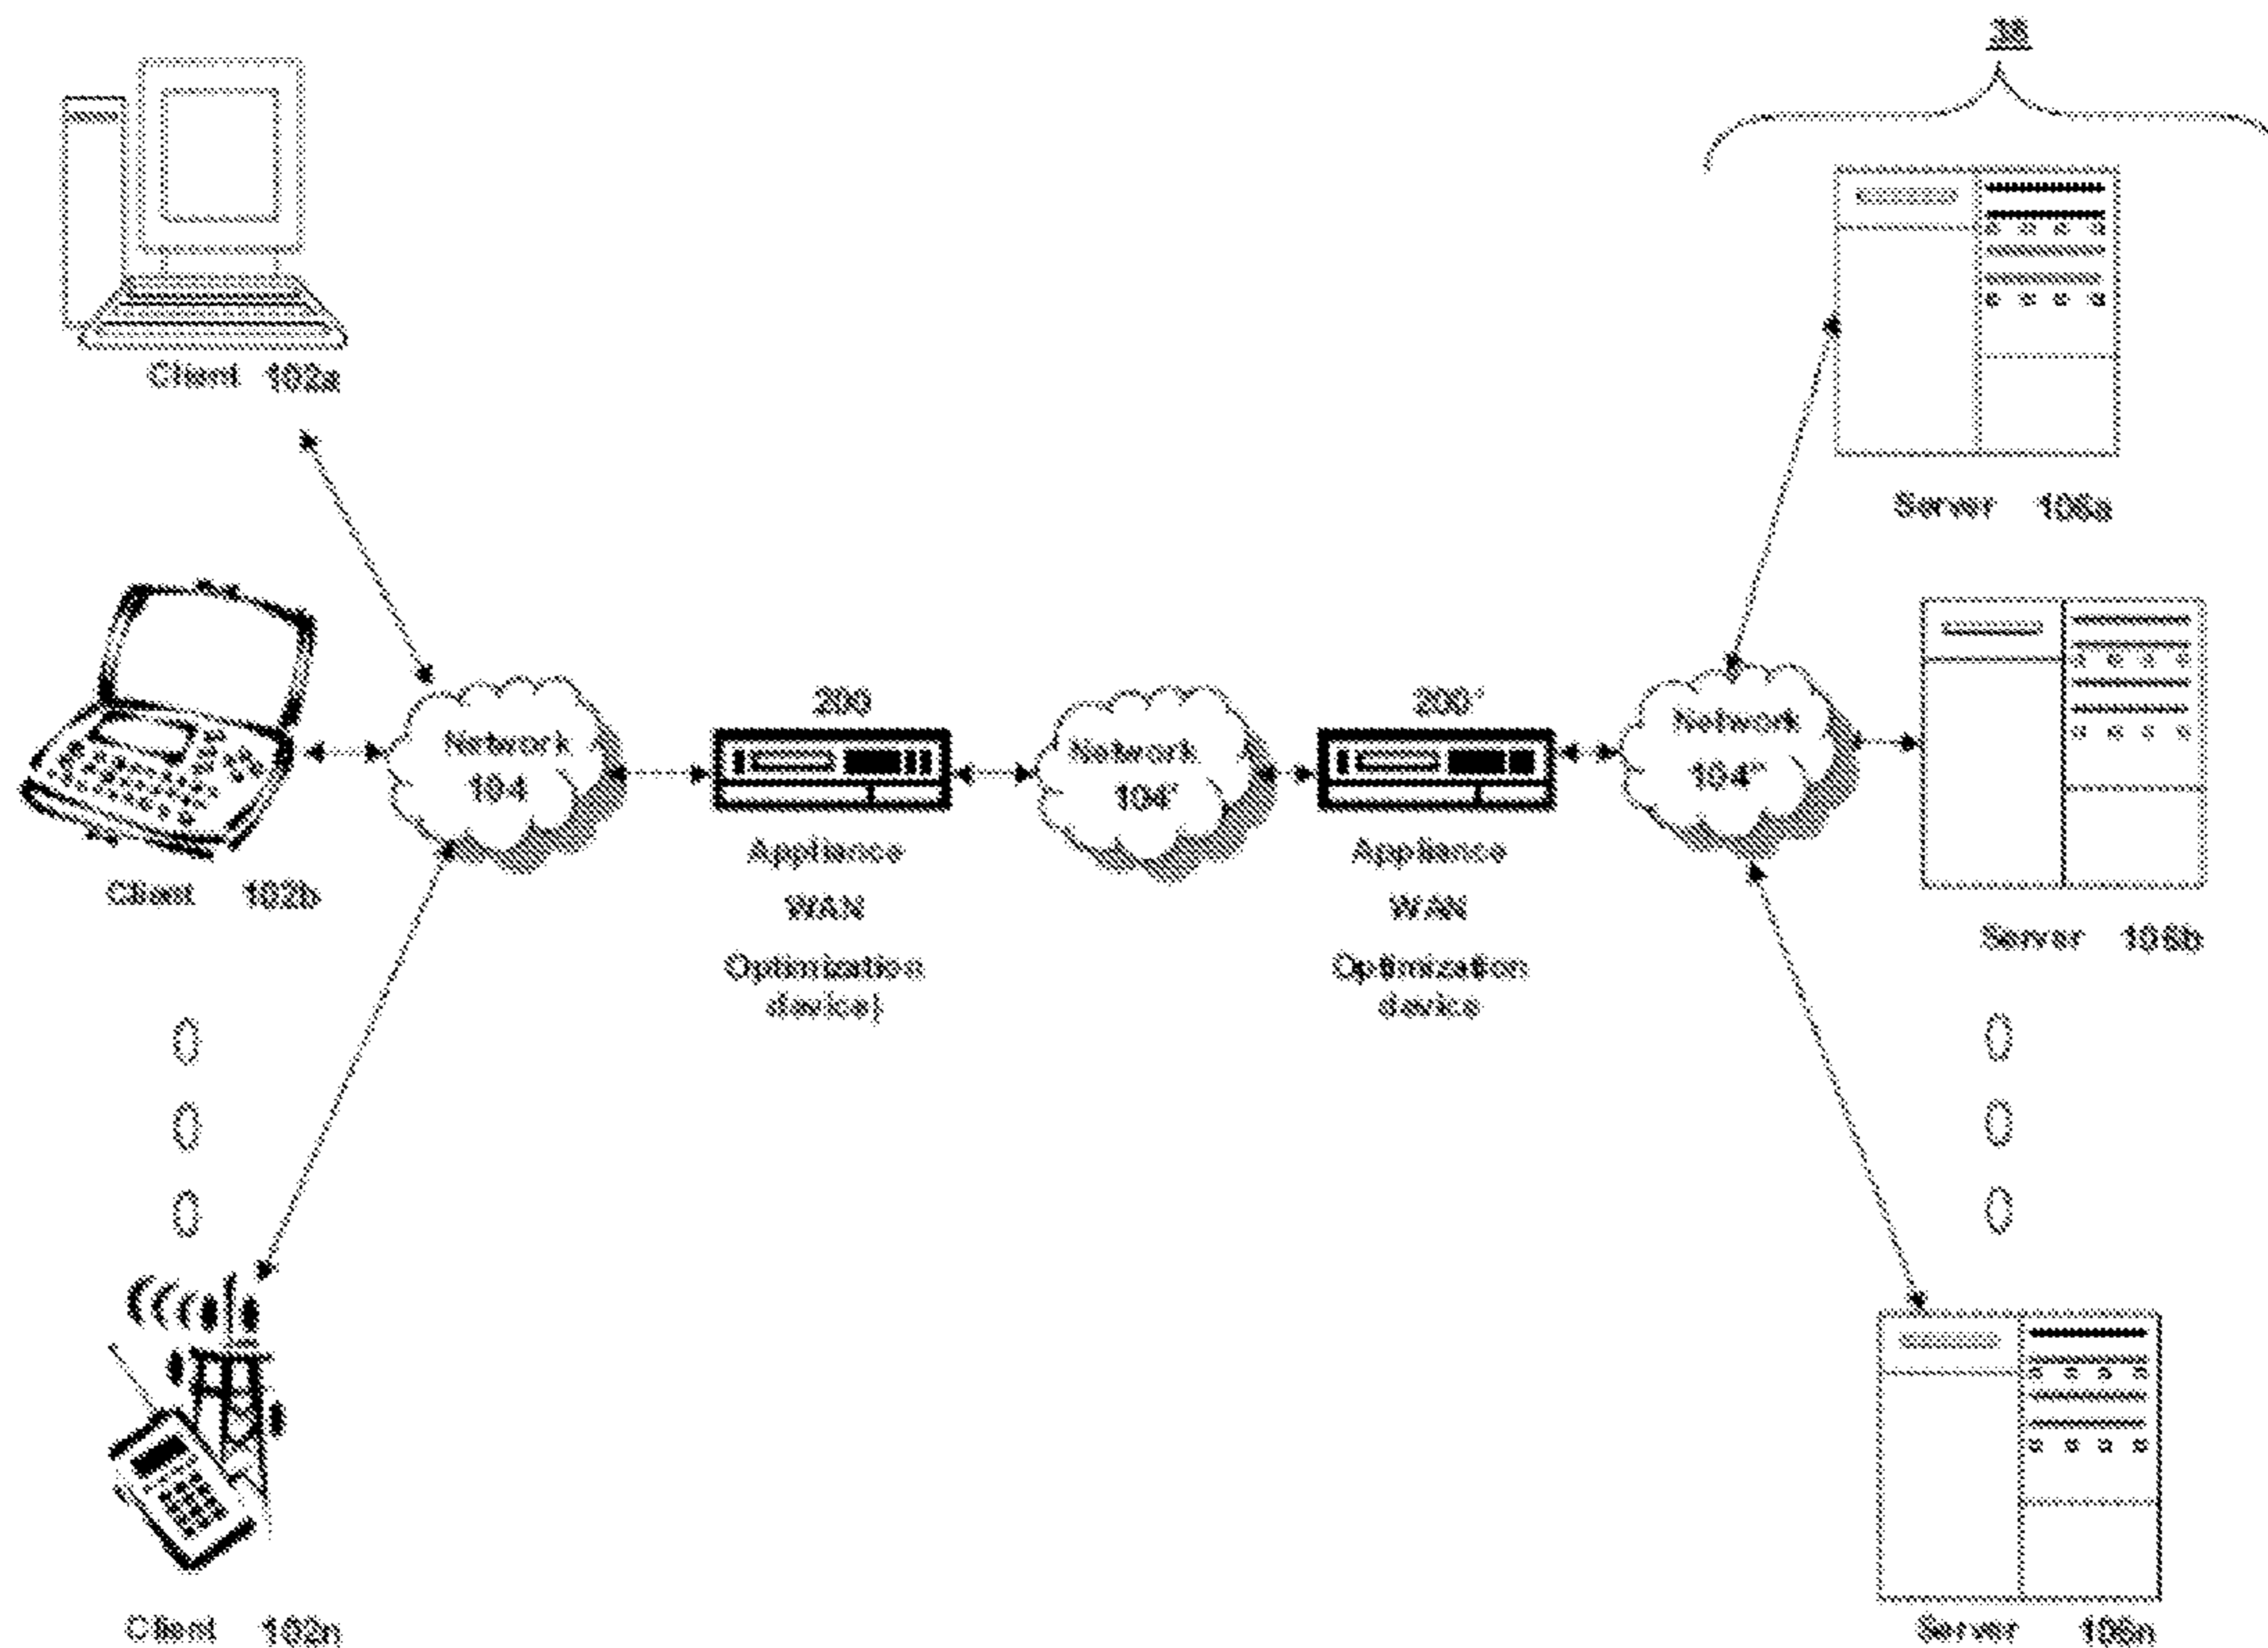 38
Client 102a
Server 106a
200
200'
Network
104
Network
104'
Network
104"
Appliance
WAN
Optimization
device)
Appliance
WAN
Optimization
device
Client 102b
Server 106b
Client 102n
Server 106n